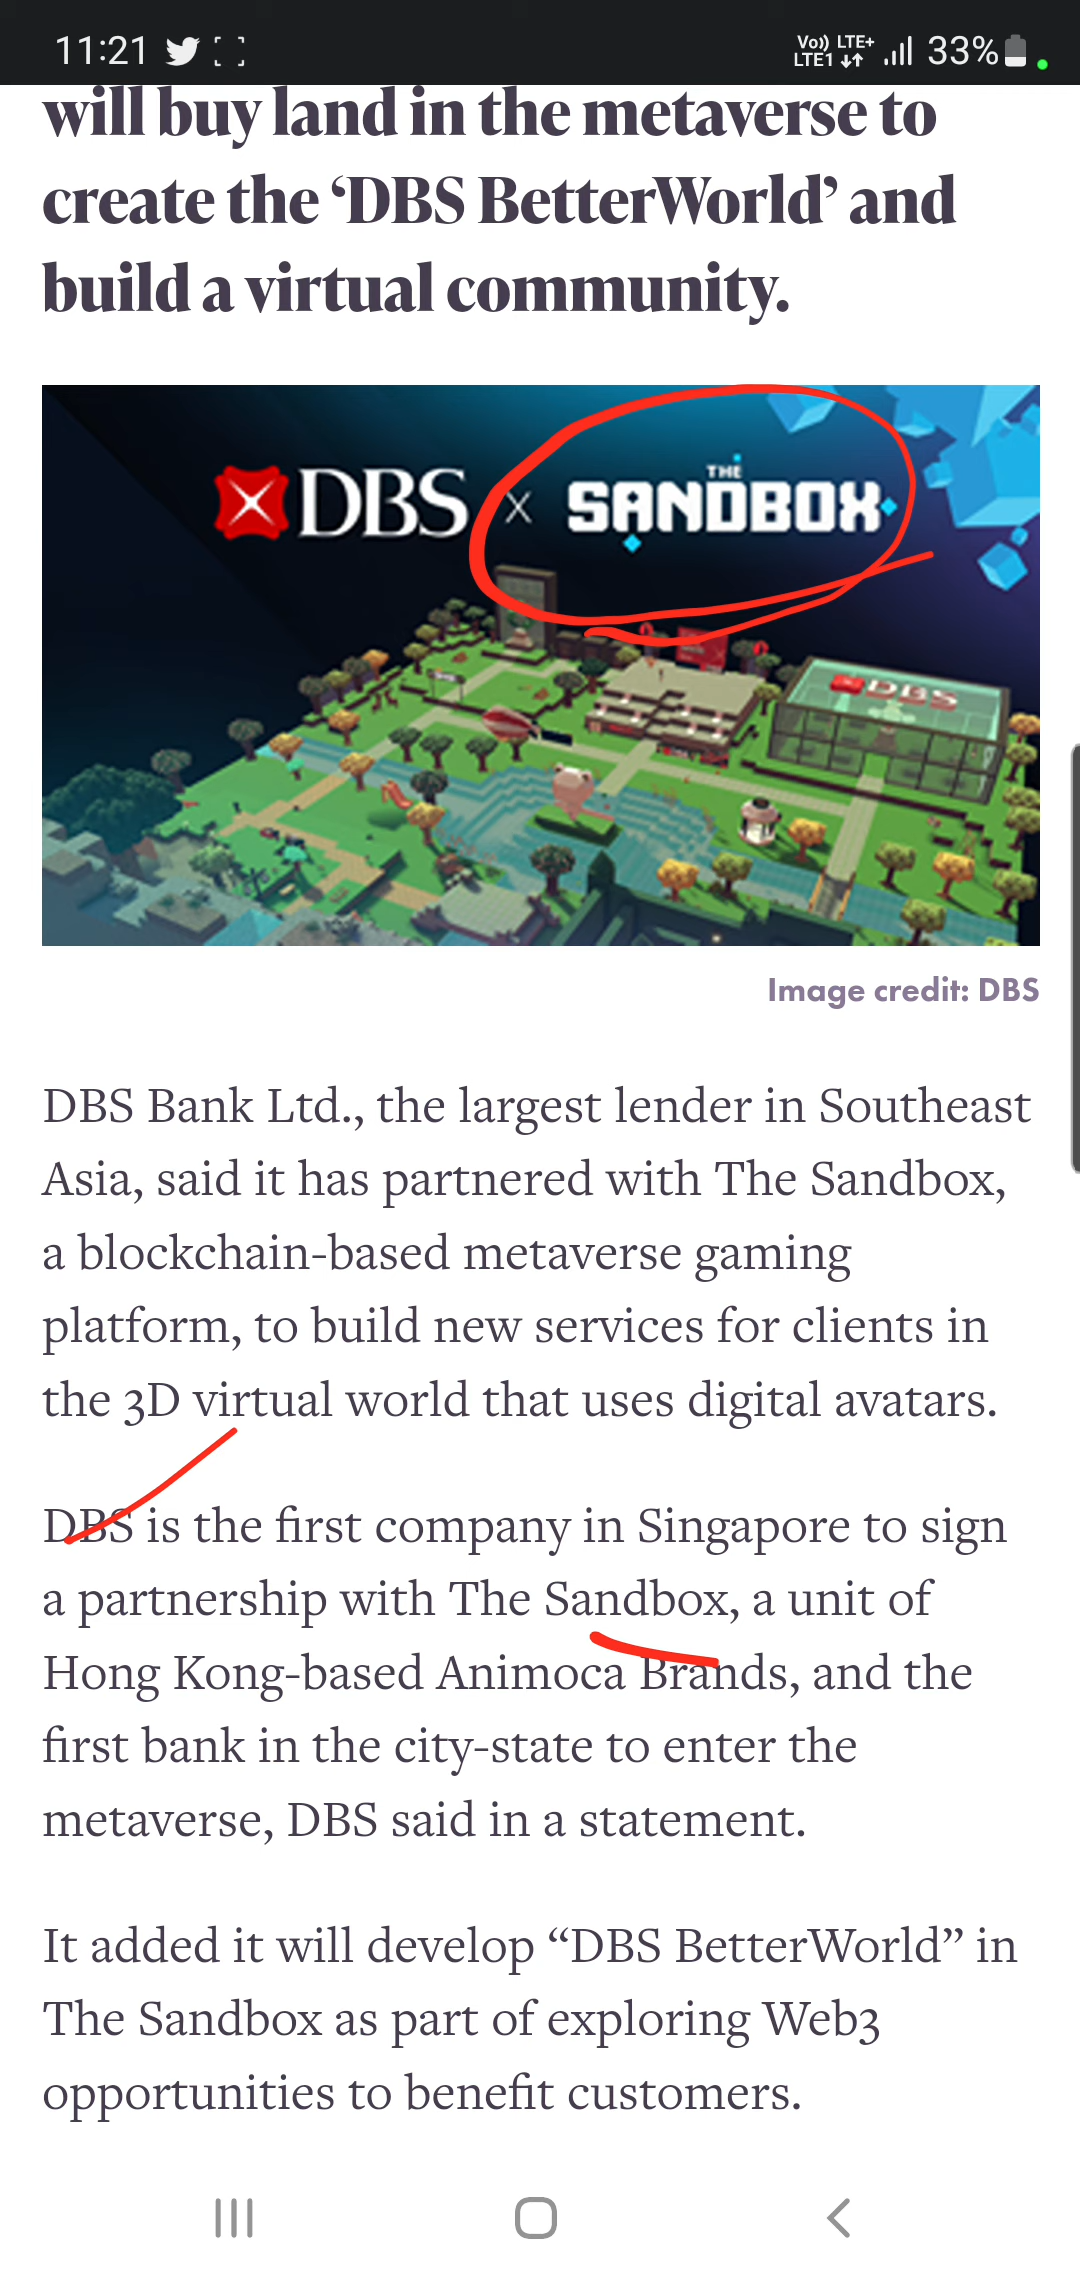 11:21
Vo)) LTE+
LTE1
33%
will buy land in the metaverse to
create the ‘DBS BetterWorld’ and
build a virtual community.
DBS X THE SANDBOX
DBS
Image credit: DBS
DBS Bank Ltd., the largest lender in Southeast
Asia, said it has partnered with The Sandbox,
a blockchain-based metaverse gaming
platform, to build new services for clients in
the 3D virtual world that uses digital avatars.
DBS is the first company in Singapore to sign
a partnership with The Sandbox, a unit of
Hong Kong-based Animoca Brands, and the
first bank in the city-state to enter the
metaverse, DBS said in a statement.
It added it will develop “DBS BetterWorld” in
The Sandbox as part of exploring Web3
opportunities to benefit customers.